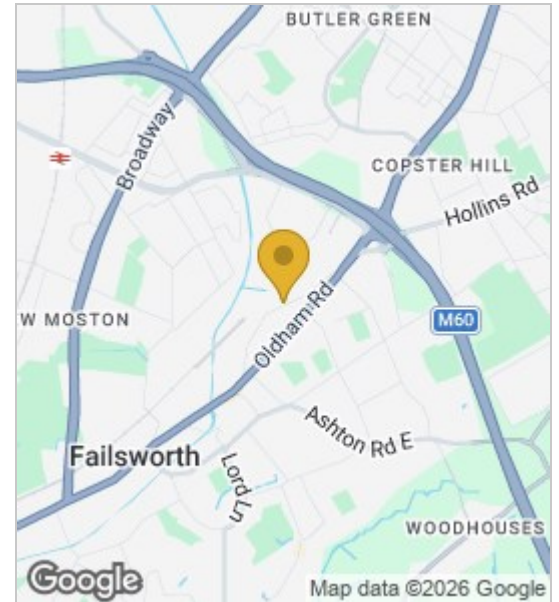 BUTLER GREEN
Broadway
COPSTER HILL
Hollins Rd
W MOSTON
Oldham Rd
M60
Ashton Rd E
Failsworth
Lord Ln
WOODHOUSES
Google
Map data ©2026 Google